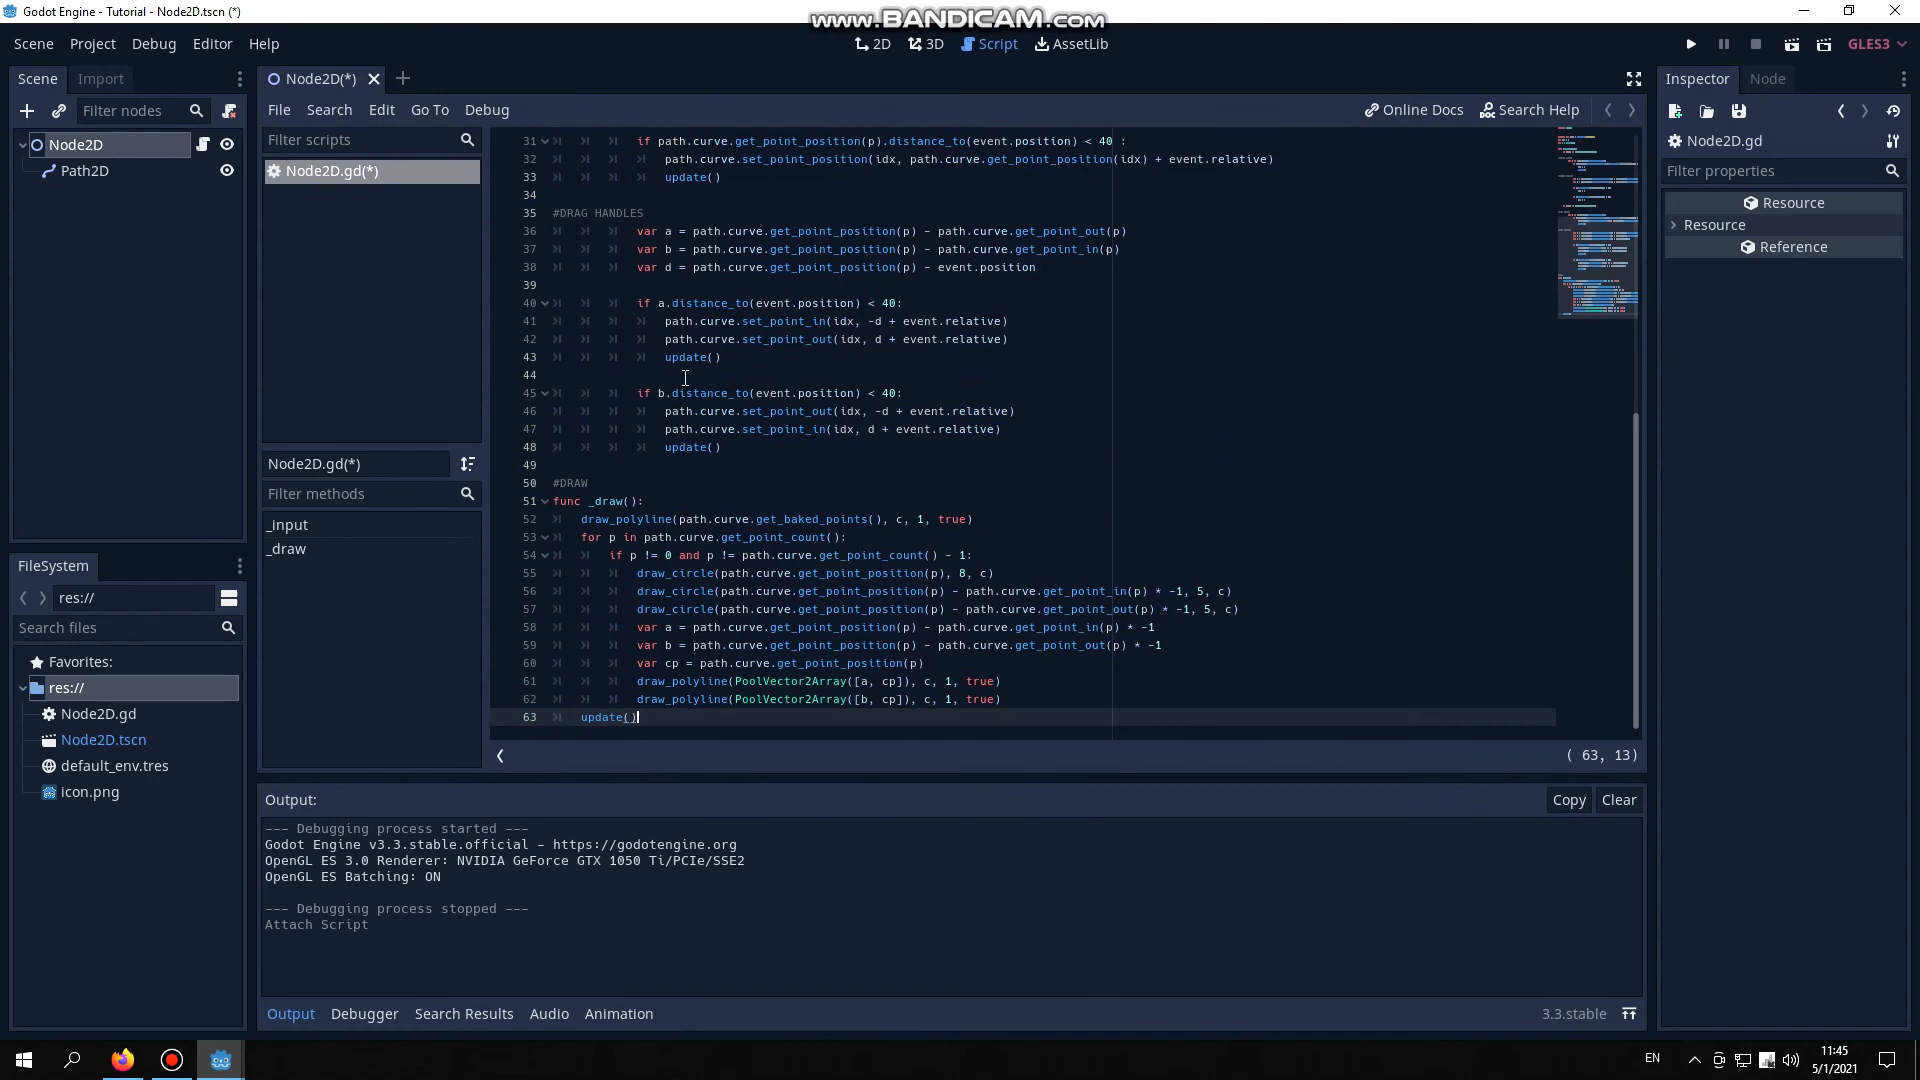 Godot Engine - Tutorial - Node2D.tscn (*)
www.BANDICAM.com
Scene Project Debug Editor Help
2D 3D Script AssetLib
GLES3
Scene Import
Filter nodes
Node2D
Path2D
FileSystem
res://
Search files
Favorites:
res://
Node2D.gd
Node2D.tscn
default_env.tres
icon.png
Node2D(*)
File Search Edit Go To Debug
Online Docs Search Help
Filter scripts
Node2D.gd(*)
Node2D.gd(*)
Filter methods
_input
_draw
31 if path.curve.get_point_position(p).distance_to(event.position) < 40 :
32 path.curve.set_point_position(idx, path.curve.get_point_position(idx) + event.relative)
33 update()
34
35 #DRAG HANDLES
36 var a = path.curve.get_point_position(p) - path.curve.get_point_out(p)
37 var b = path.curve.get_point_position(p) - path.curve.get_point_in(p)
38 var d = path.curve.get_point_position(p) - event.position
39
40 if a.distance_to(event.position) < 40:
41 path.curve.set_point_in(idx, -d + event.relative)
42 path.curve.set_point_out(idx, d + event.relative)
43 update()
44
45 if b.distance_to(event.position) < 40:
46 path.curve.set_point_out(idx, -d + event.relative)
47 path.curve.set_point_in(idx, d + event.relative)
48 update()
49
50 #DRAW
51 func _draw():
52 draw_polyline(path.curve.get_baked_points(), c, 1, true)
53 for p in path.curve.get_point_count():
54 if p != 0 and p != path.curve.get_point_count() - 1:
55 draw_circle(path.curve.get_point_position(p), 8, c)
56 draw_circle(path.curve.get_point_position(p) - path.curve.get_point_in(p) * -1, 5, c)
57 draw_circle(path.curve.get_point_position(p) - path.curve.get_point_out(p) * -1, 5, c)
58 var a = path.curve.get_point_position(p) - path.curve.get_point_in(p) * -1
59 var b = path.curve.get_point_position(p) - path.curve.get_point_out(p) * -1
60 var cp = path.curve.get_point_position(p)
61 draw_polyline(PoolVector2Array([a, cp]), c, 1, true)
62 draw_polyline(PoolVector2Array([b, cp]), c, 1, true)
63 update()
( 63, 13)
Output:
Copy Clear
--- Debugging process started ---
Godot Engine v3.3.stable.official - https://godotengine.org
OpenGL ES 3.0 Renderer: NVIDIA GeForce GTX 1050 Ti/PCIe/SSE2
OpenGL ES Batching: ON
--- Debugging process stopped ---
Attach Script
Output Debugger Search Results Audio Animation
3.3.stable
Inspector Node
Node2D.gd
Filter properties
Resource
Resource
Reference
EN
11:45
5/1/2021